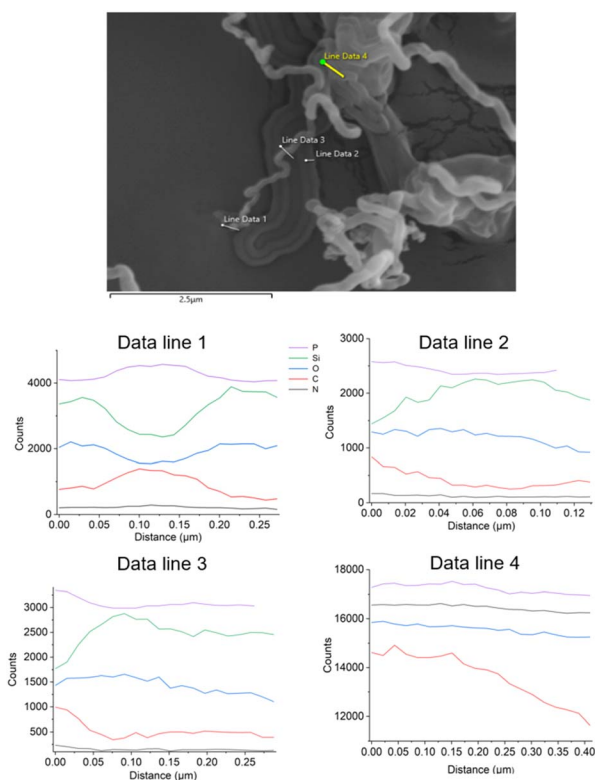 Line Data 4
Line Data 3
Line Data 2
Line Data 1
2.5µm
Data line 1
Counts
4000
2000
0
0.00 0.05 0.10 0.15 0.20 0.25
Distance (µm)
P
Si
O
C
N
Data line 2
Counts
3000
2000
1000
0
0.00 0.02 0.04 0.06 0.08 0.10 0.12
Distance (µm)
Data line 3
Counts
3000
2500
2000
1500
1000
500
0.00 0.05 0.10 0.15 0.20 0.25
Distance (µm)
Data line 4
Counts
18000
16000
14000
12000
0.00 0.05 0.10 0.15 0.20 0.25 0.30 0.35 0.40
Distance (µm)